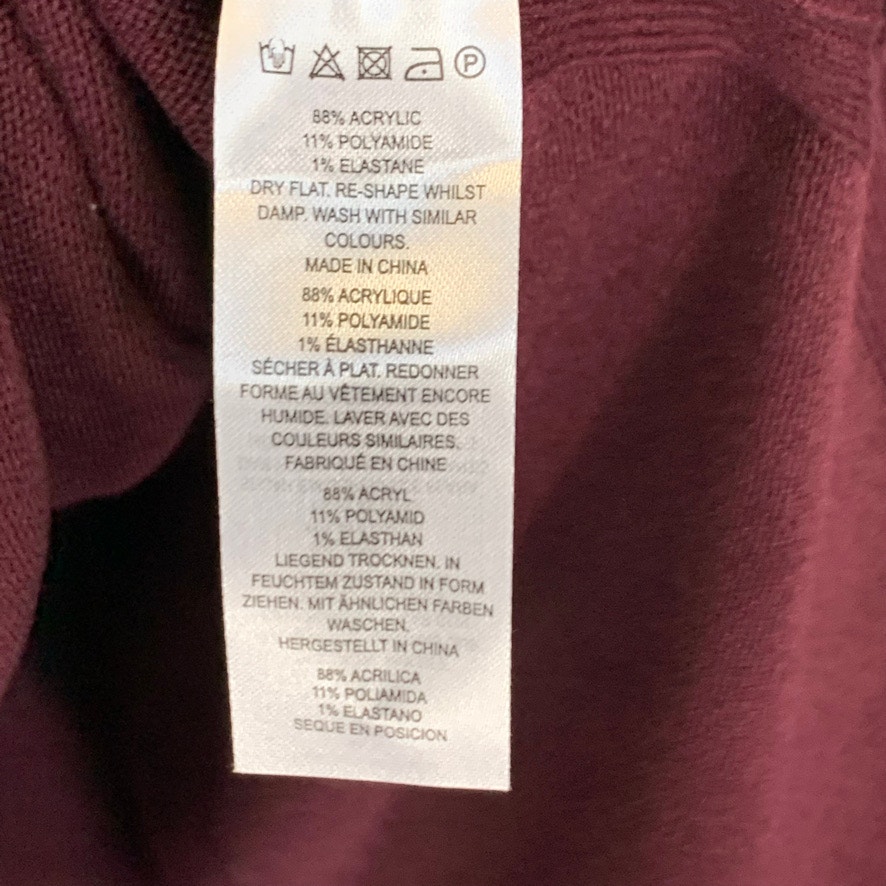 P
88% ACRYLIC
11% POLYAMIDE
1% ELASTANE
DRY FLAT. RE-SHAPE WHILST
DAMP. WASH WITH SIMILAR
COLOURS.
MADE IN CHINA
88% ACRYLIQUE
11% POLYAMIDE
1% ÉLASTHANNE
SÉCHER À PLAT. REDONNER
FORME AU VÊTEMENT ENCORE
HUMIDE. LAVER AVEC DES
COULEURS SIMILAIRES.
FABRIQUÉ EN CHINE
88% ACRYL
11% POLYAMID
1% ELASTHAN
LIEGEND TROCKNEN. IN
FEUCHTEM ZUSTAND IN FORM
ZIEHEN. MIT ÄHNLICHEN FARBEN
WASCHEN.
HERGESTELLT IN CHINA
88% ACRILICA
11% POLIAMIDA
1% ELASTANO
SEQUE EN POSICION